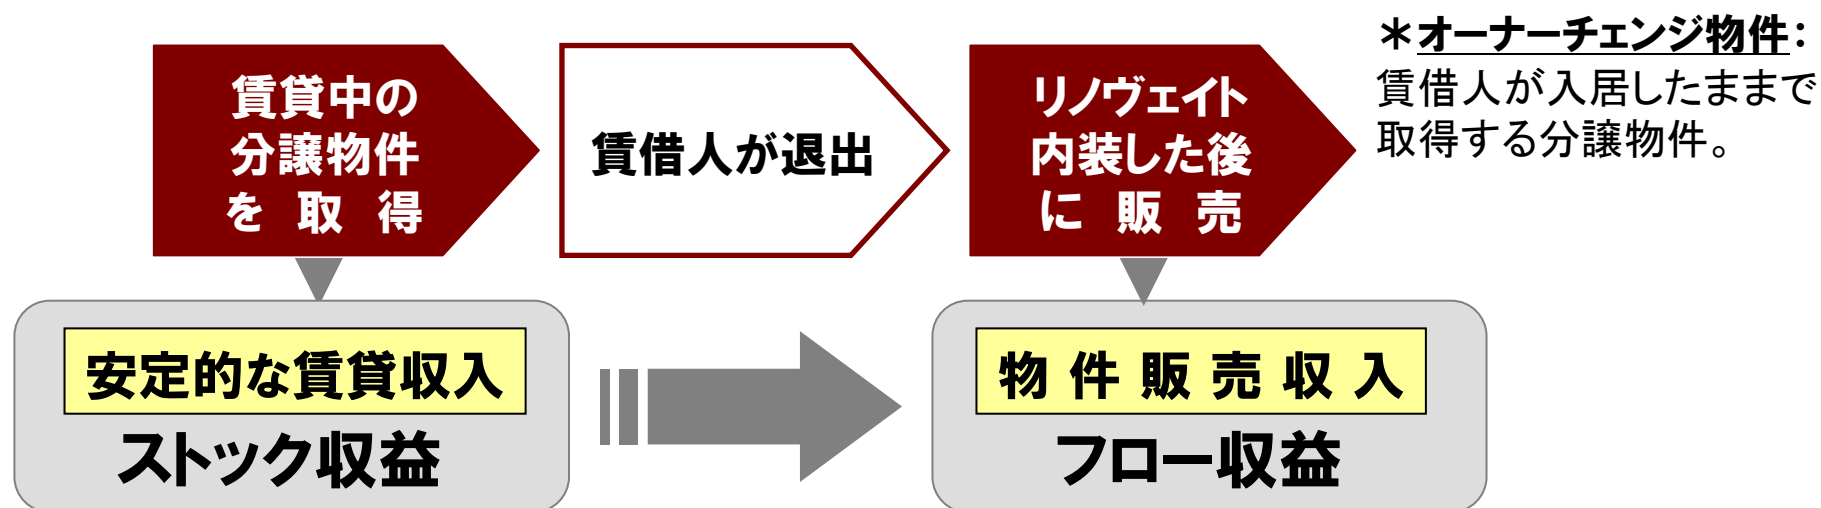 賃貸中の
分譲物件
を取得
賃借人が退出
リノヴェイト
内装した後
に販売
＊オーナーチェンジ物件：
賃借人が入居したままで
取得する分譲物件。
安定的な賃貸収入
ストック収益
物件販売収入
フロー収益